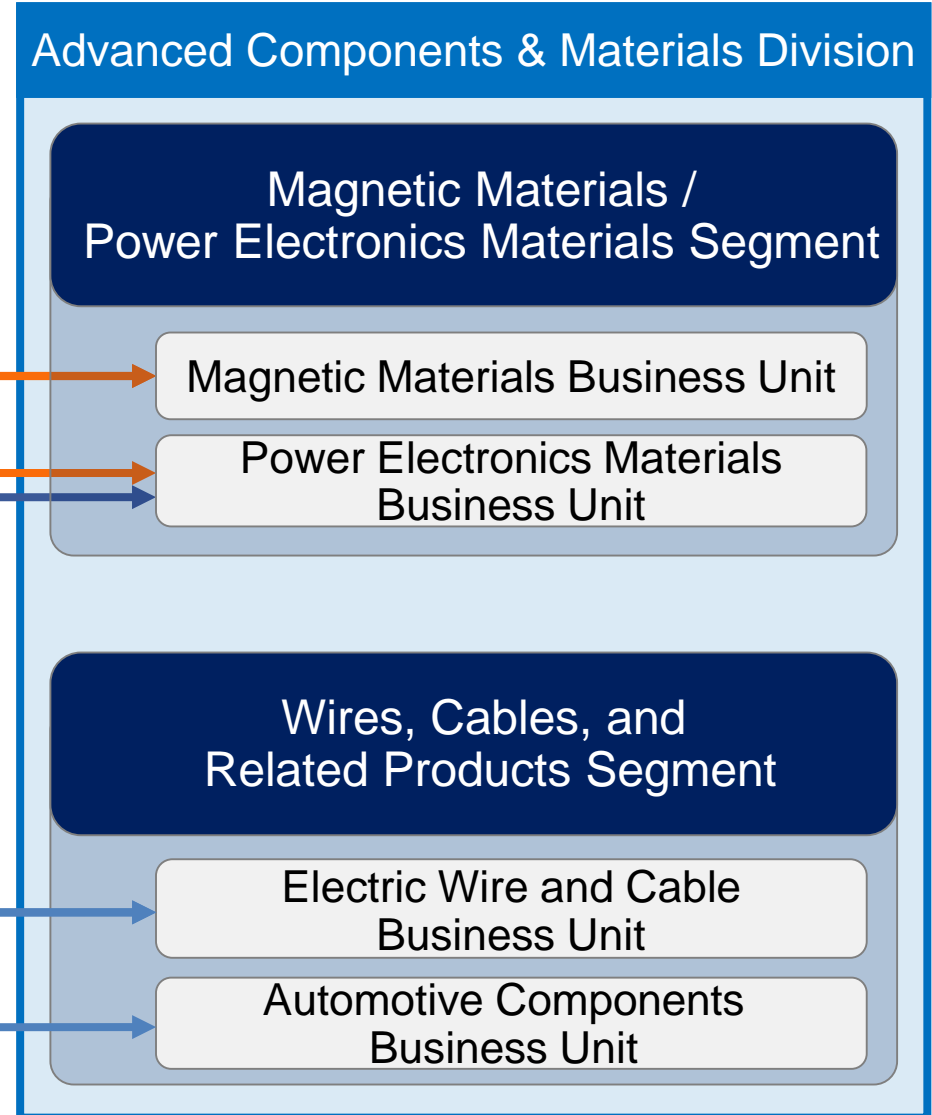 Advanced Components & Materials Division
Magnetic Materials /
Power Electronics Materials Segment
Magnetic Materials Business Unit
Power Electronics Materials
Business Unit
Wires, Cables, and
Related Products Segment
Electric Wire and Cable
Business Unit
Automotive Components
Business Unit